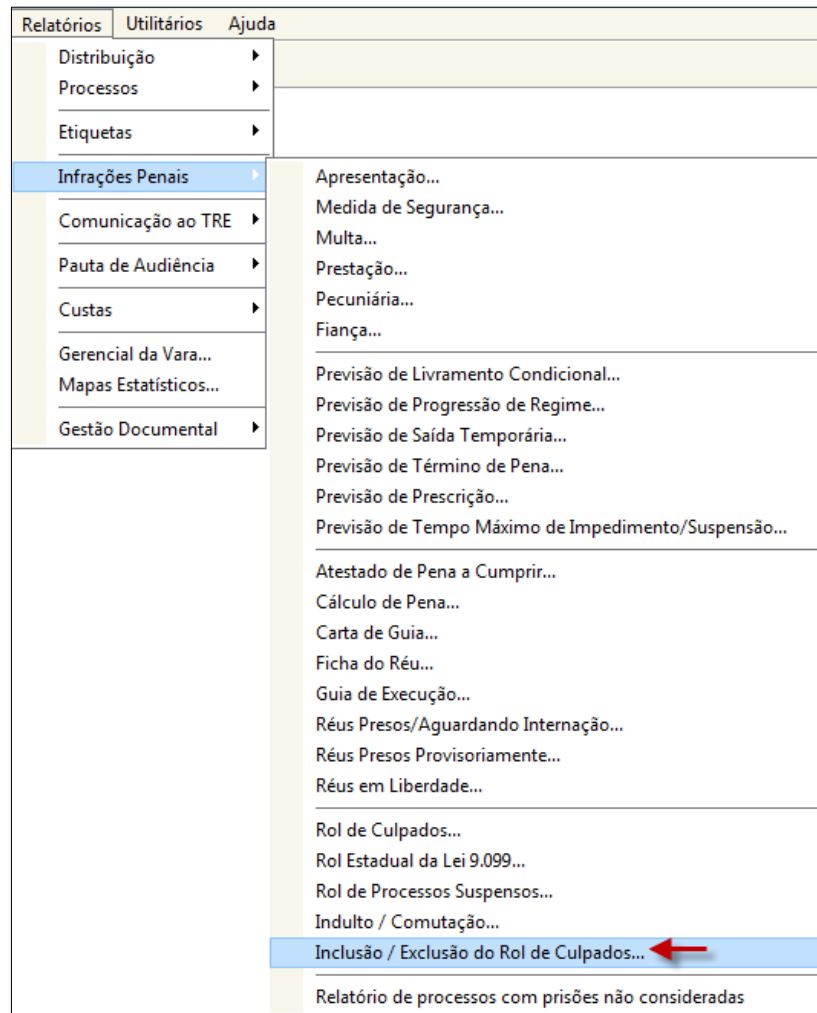 Relatórios Utilitários Ajuda
Distribuição
Processos
Etiquetas
Infrações Penais
Comunicação ao TRE
Pauta de Audiência
Custas
Gerencial da Vara...
Mapas Estatísticos...
Gestão Documental
Apresentação...
Medida de Segurança...
Multa...
Prestação...
Pecuniária...
Fiança...
Previsão de Livramento Condicional...
Previsão de Progressão de Regime...
Previsão de Saída Temporária...
Previsão de Término de Pena...
Previsão de Prescrição...
Previsão de Tempo Máximo de Impedimento/Suspensão...
Atestado de Pena a Cumprir...
Cálculo de Pena...
Carta de Guia...
Ficha do Réu...
Guia de Execução...
Réus Presos/Aguardando Internação...
Réus Presos Provisoriamente...
Réus em Liberdade...
Rol de Culpados...
Rol Estadual da Lei 9.099...
Rol de Processos Suspensos...
Indulto / Comutação...
Inclusão / Exclusão do Rol de Culpados...
Relatório de processos com prisões não consideradas